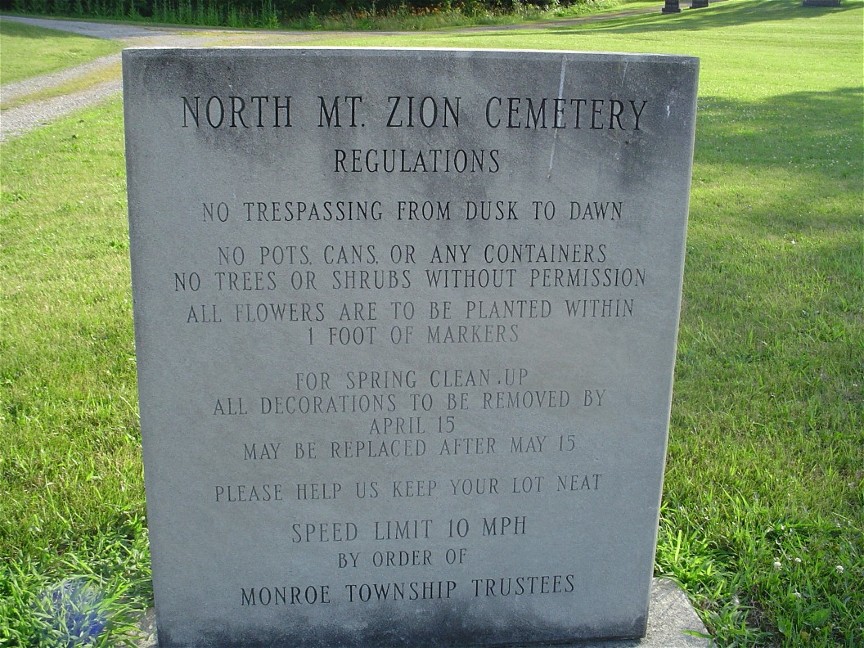 NORTH MT. ZION CEMETERY
REGULATIONS
NO TRESPASSING FROM DUSK TO DAWN
NO POTS, CANS, OR ANY CONTAINERS
NO TREES OR SHRUBS WITHOUT PERMISSION
ALL FLOWERS ARE TO BE PLANTED WITHIN
1 FOOT OF MARKERS
FOR SPRING CLEAN-UP
ALL DECORATIONS TO BE REMOVED BY
APRIL 15
MAY BE REPLACED AFTER MAY 15
PLEASE HELP US KEEP YOUR LOT NEAT
SPEED LIMIT 10 MPH
BY ORDER OF
MONROE TOWNSHIP TRUSTEES